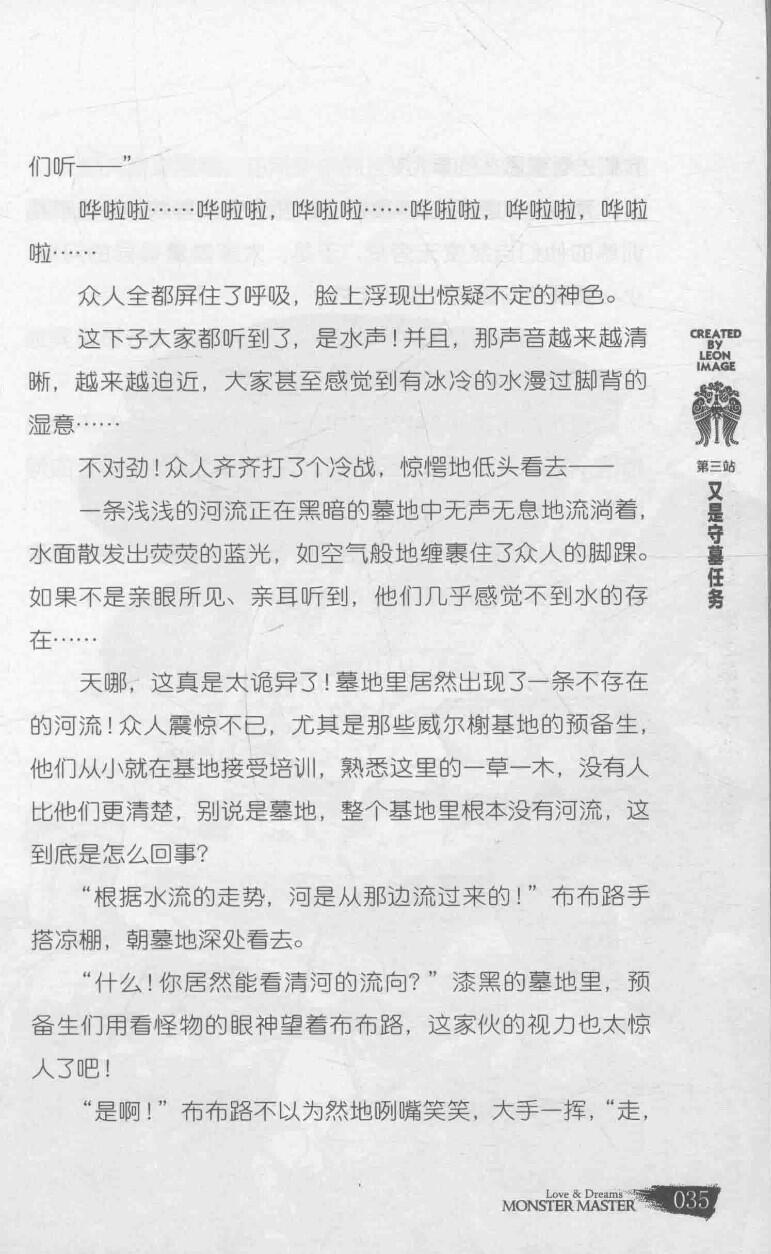 们听——”
哗啦啦……哗啦啦，哗啦啦……哗啦啦，哗啦啦，哗啦
啦……
众人全都屏住了呼吸，脸上浮现出惊疑不定的神色。
这下子大家都听到了，是水声！并且，那声音越来越清
晰，越来越迫近，大家甚至感觉到有冰冷的水漫过脚背的
湿意……
不对劲！众人齐齐打了个冷战，惊愕地低头看去——
一条浅浅的河流正在黑暗的墓地中无声无息地流淌着，
水面散发出荧荧的蓝光，如空气般地缠裹住了众人的脚踝。
如果不是亲眼所见、亲耳听到，他们几乎感觉不到水的存
在……
天哪，这真是太诡异了！墓地里居然出现了一条不存在
的河流！众人震惊不已，尤其是那些威尔榭基地的预备生，
他们从小就在基地接受培训，熟悉这里的一草一木，没有人
比他们更清楚，别说是墓地，整个基地里根本没有河流，这
到底是怎么回事？
“根据水流的走势，河是从那边流过来的！”布布路手
搭凉棚，朝墓地深处看去。
“什么！你居然能看清河的流向？”漆黑的墓地里，预
备生们用看怪物的眼神望着布布路，这家伙的视力也太惊
人了吧！
“是啊！”布布路不以为然地咧嘴笑笑，大手一挥，“走，
CREATED
BY
LEON
IMAGE
第三站
又是守墓任务
Love & Dreams
MONSTER MASTER
035